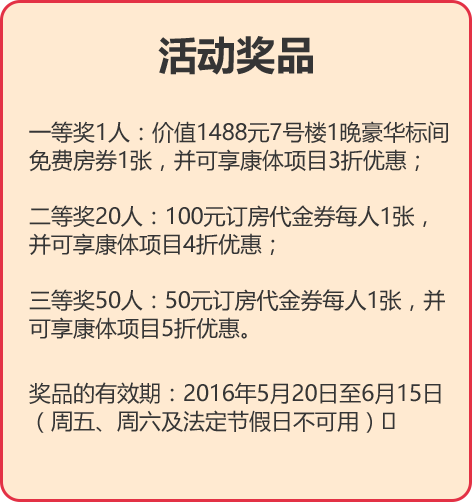 活动奖品
一等奖1人：价值1488元7号楼1晚豪华标间
免费房券1张，并可享康体项目3折优惠；
二等奖20人：100元订房代金券每人1张，
并可享康体项目4折优惠；
三等奖50人：50元订房代金券每人1张，并
可享康体项目5折优惠。
奖品的有效期：2016年5月20日至6月15日
（周五、周六及法定节假日不可用）